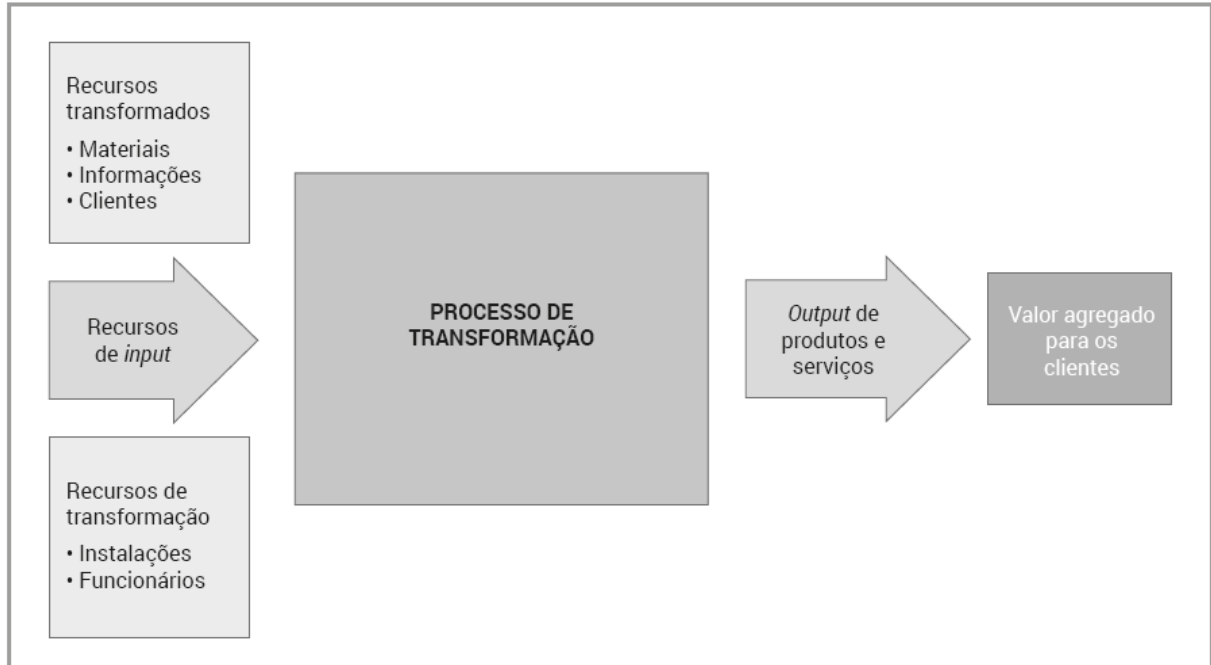 Recursos
transformados
• Materiais
• Informações
• Clientes
Recursos
de input
Recursos de
transformação
• Instalações
• Funcionários
PROCESSO DE
TRANSFORMAÇÃO
Output de
produtos e
serviços
Valor agregado
para os
clientes